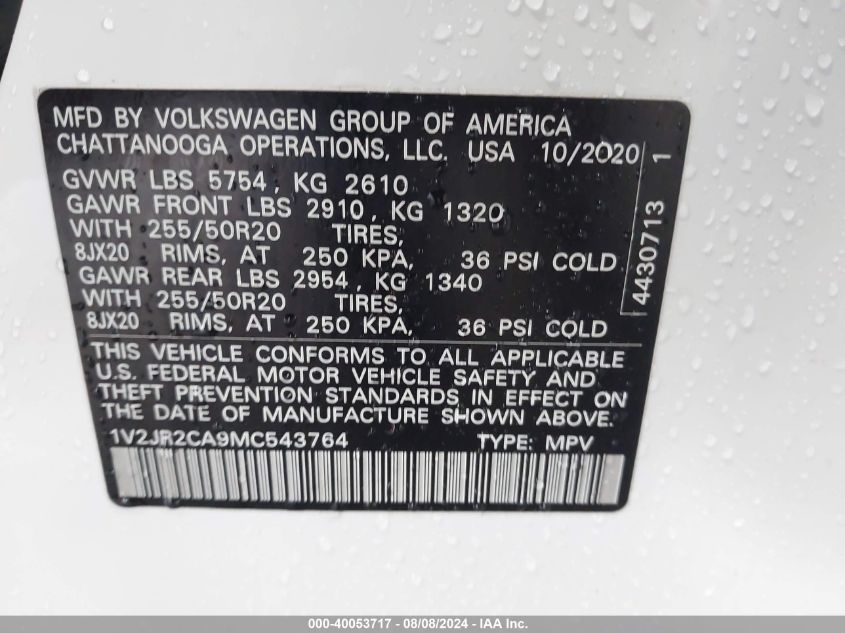 MFD BY VOLKSWAGEN GROUP OF AMERICA
CHATTANOOGA OPERATIONS, LLC. USA 10/2020
GVWR LBS 5754, KG 2610
GAWR FRONT LBS 2910, KG 1320
WITH 255/50R20 TIRES,
8JX20 RIMS, AT 250 KPA, 36 PSI COLD
GAWR REAR LBS 2954, KG 1340
WITH 255/50R20 TIRES,
8JX20 RIMS, AT 250 KPA, 36 PSI COLD
4430713 1
THIS VEHICLE CONFORMS TO ALL APPLICABLE
U.S. FEDERAL MOTOR VEHICLE SAFETY AND
THEFT PREVENTION STANDARDS IN EFFECT ON
THE DATE OF MANUFACTURE SHOWN ABOVE.
1V2JR2CA9MC543764 TYPE: MPV
000-40053717 - 08/08/2024 - IAA Inc.